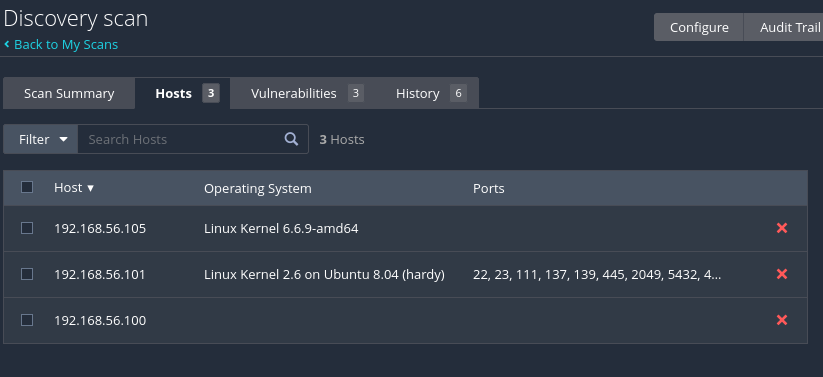 Discovery scan
Configure Audit Trail
Back to My Scans
Scan Summary Hosts 3 Vulnerabilities 3 History 6
Filter Search Hosts 3 Hosts
Host Operating System Ports
192.168.56.105 Linux Kernel 6.6.9-amd64
192.168.56.101 Linux Kernel 2.6 on Ubuntu 8.04 (hardy) 22, 23, 111, 137, 139, 445, 2049, 5432, 4...
192.168.56.100